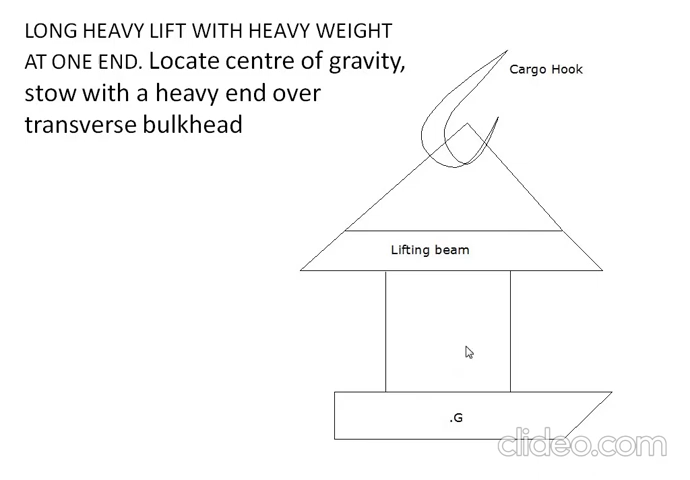 LONG HEAVY LIFT WITH HEAVY WEIGHT
AT ONE END. Locate centre of gravity,
stow with a heavy end over
transverse bulkhead
Cargo Hook
Lifting beam
.G
clideo.com